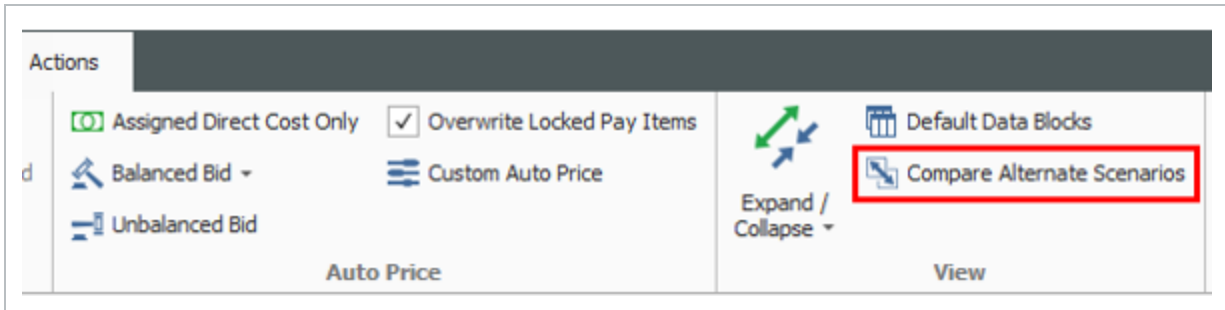 Actions
Assigned Direct Cost Only
Overwrite Locked Pay Items
Default Data Blocks
d
Balanced Bid
Custom Auto Price
Compare Alternate Scenarios
Unbalanced Bid
Expand /
Collapse
Auto Price
View